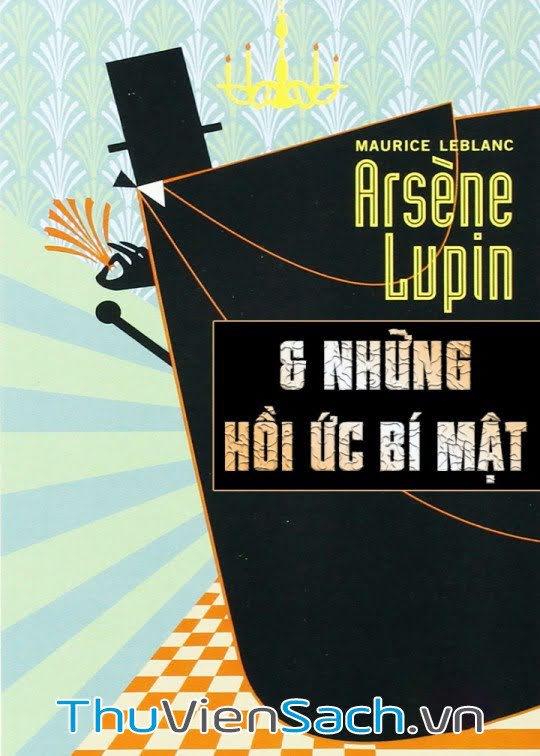 MAURICE LEBLANC
Arsène
Lupin
& NHỮNG
HỒI ỨC BÍ MẬT
ThuVienSach.vn